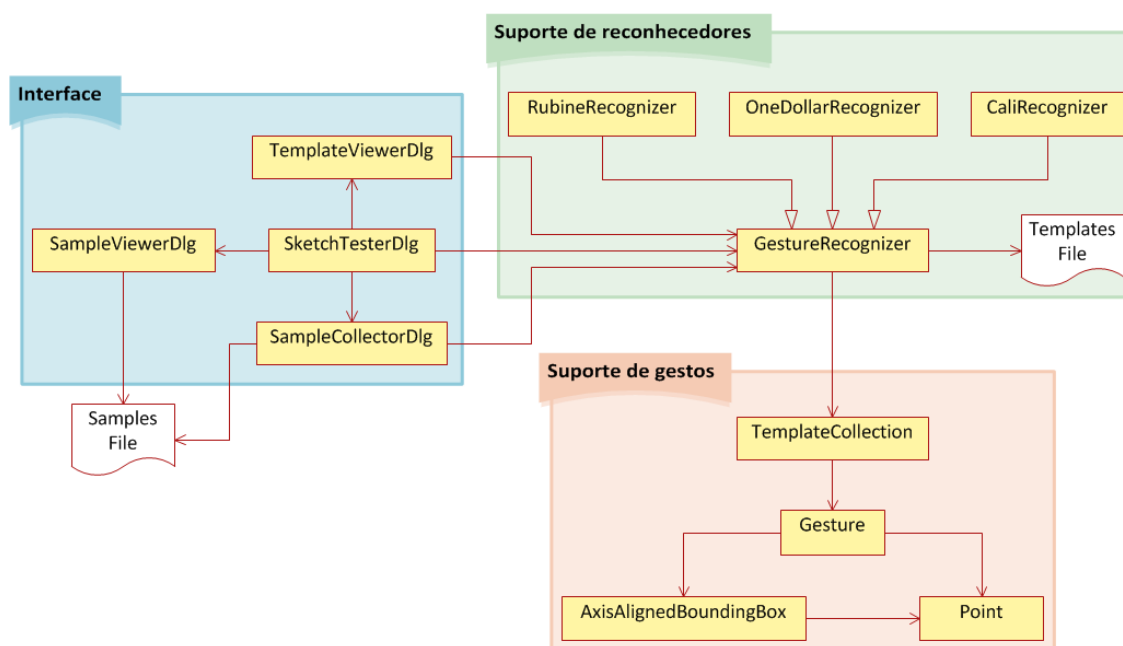 Suporte de reconhecedores
Interface
RubineRecognizer
OneDollarRecognizer
CaliRecognizer
TemplateViewerDlg
SampleViewerDlg
SketchTesterDlg
GestureRecognizer
Templates
File
SampleCollectorDlg
Suporte de gestos
Samples
File
TemplateCollection
Gesture
AxisAlignedBoundingBox
Point